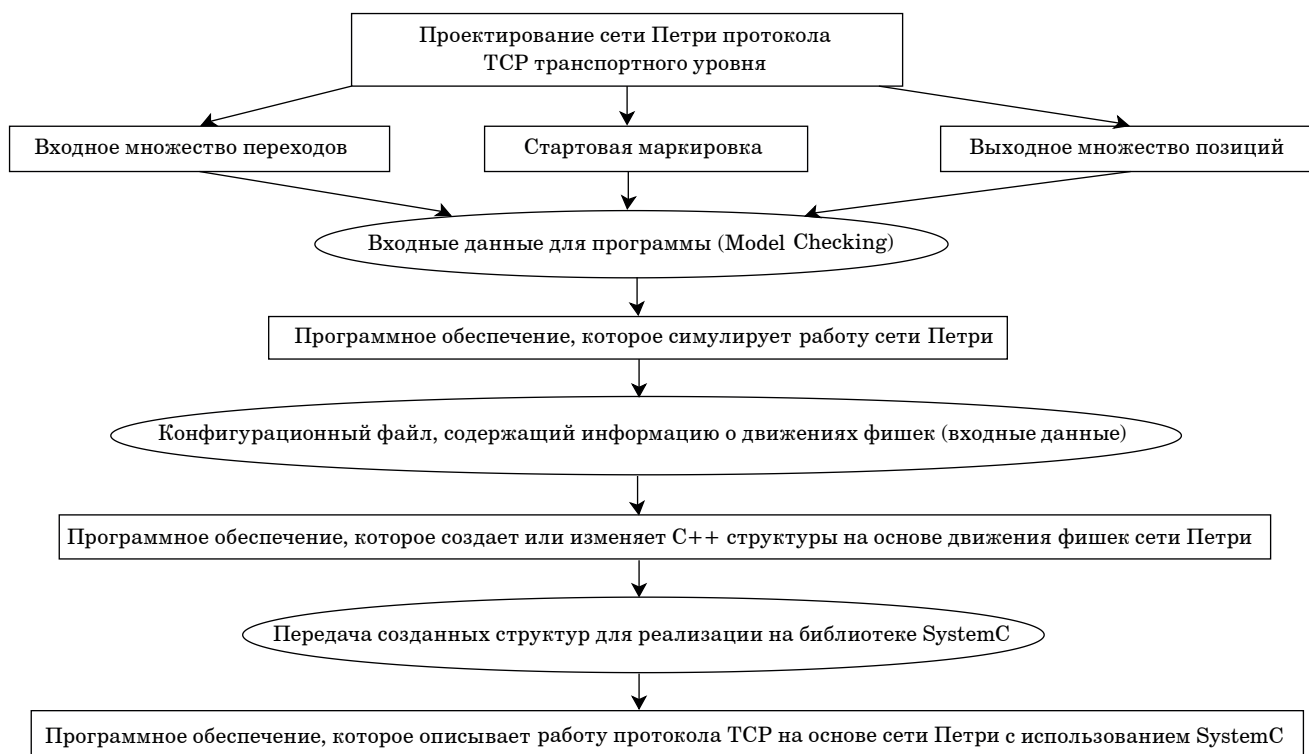 Проектирование сети Петри протокола
TCP транспортного уровня
Входное множество переходов
Стартовая маркировка
Выходное множество позиций
Входные данные для программы (Model Checking)
Программное обеспечение, которое симулирует работу сети Петри
Конфигурационный файл, содержащий информацию о движениях фишек (входные данные)
Программное обеспечение, которое создает или изменяет C++ структуры на основе движения фишек сети Петри
Передача созданных структур для реализации на библиотеке SystemC
Программное обеспечение, которое описывает работу протокола TCP на основе сети Петри с использованием SystemC